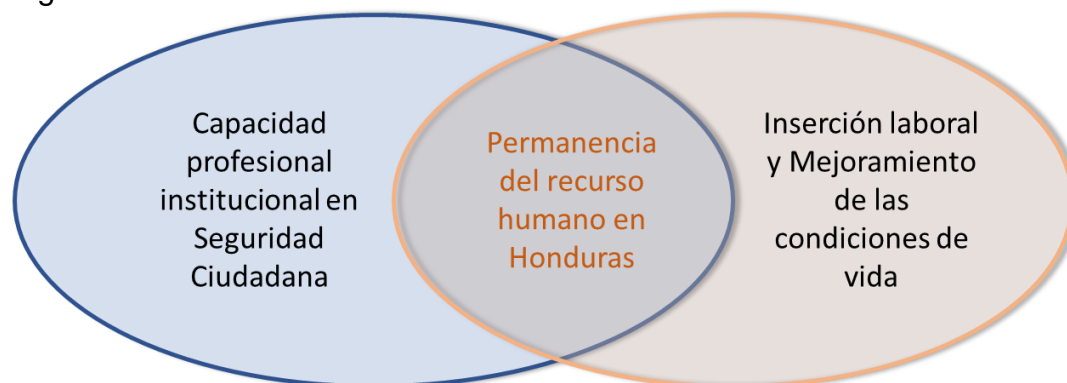 Capacidad
profesional
institucional en
Seguridad
Ciudadana
Permanencia
del recurso
humano en
Honduras
Inserción laboral
y Mejoramiento
de las
condiciones de
vida